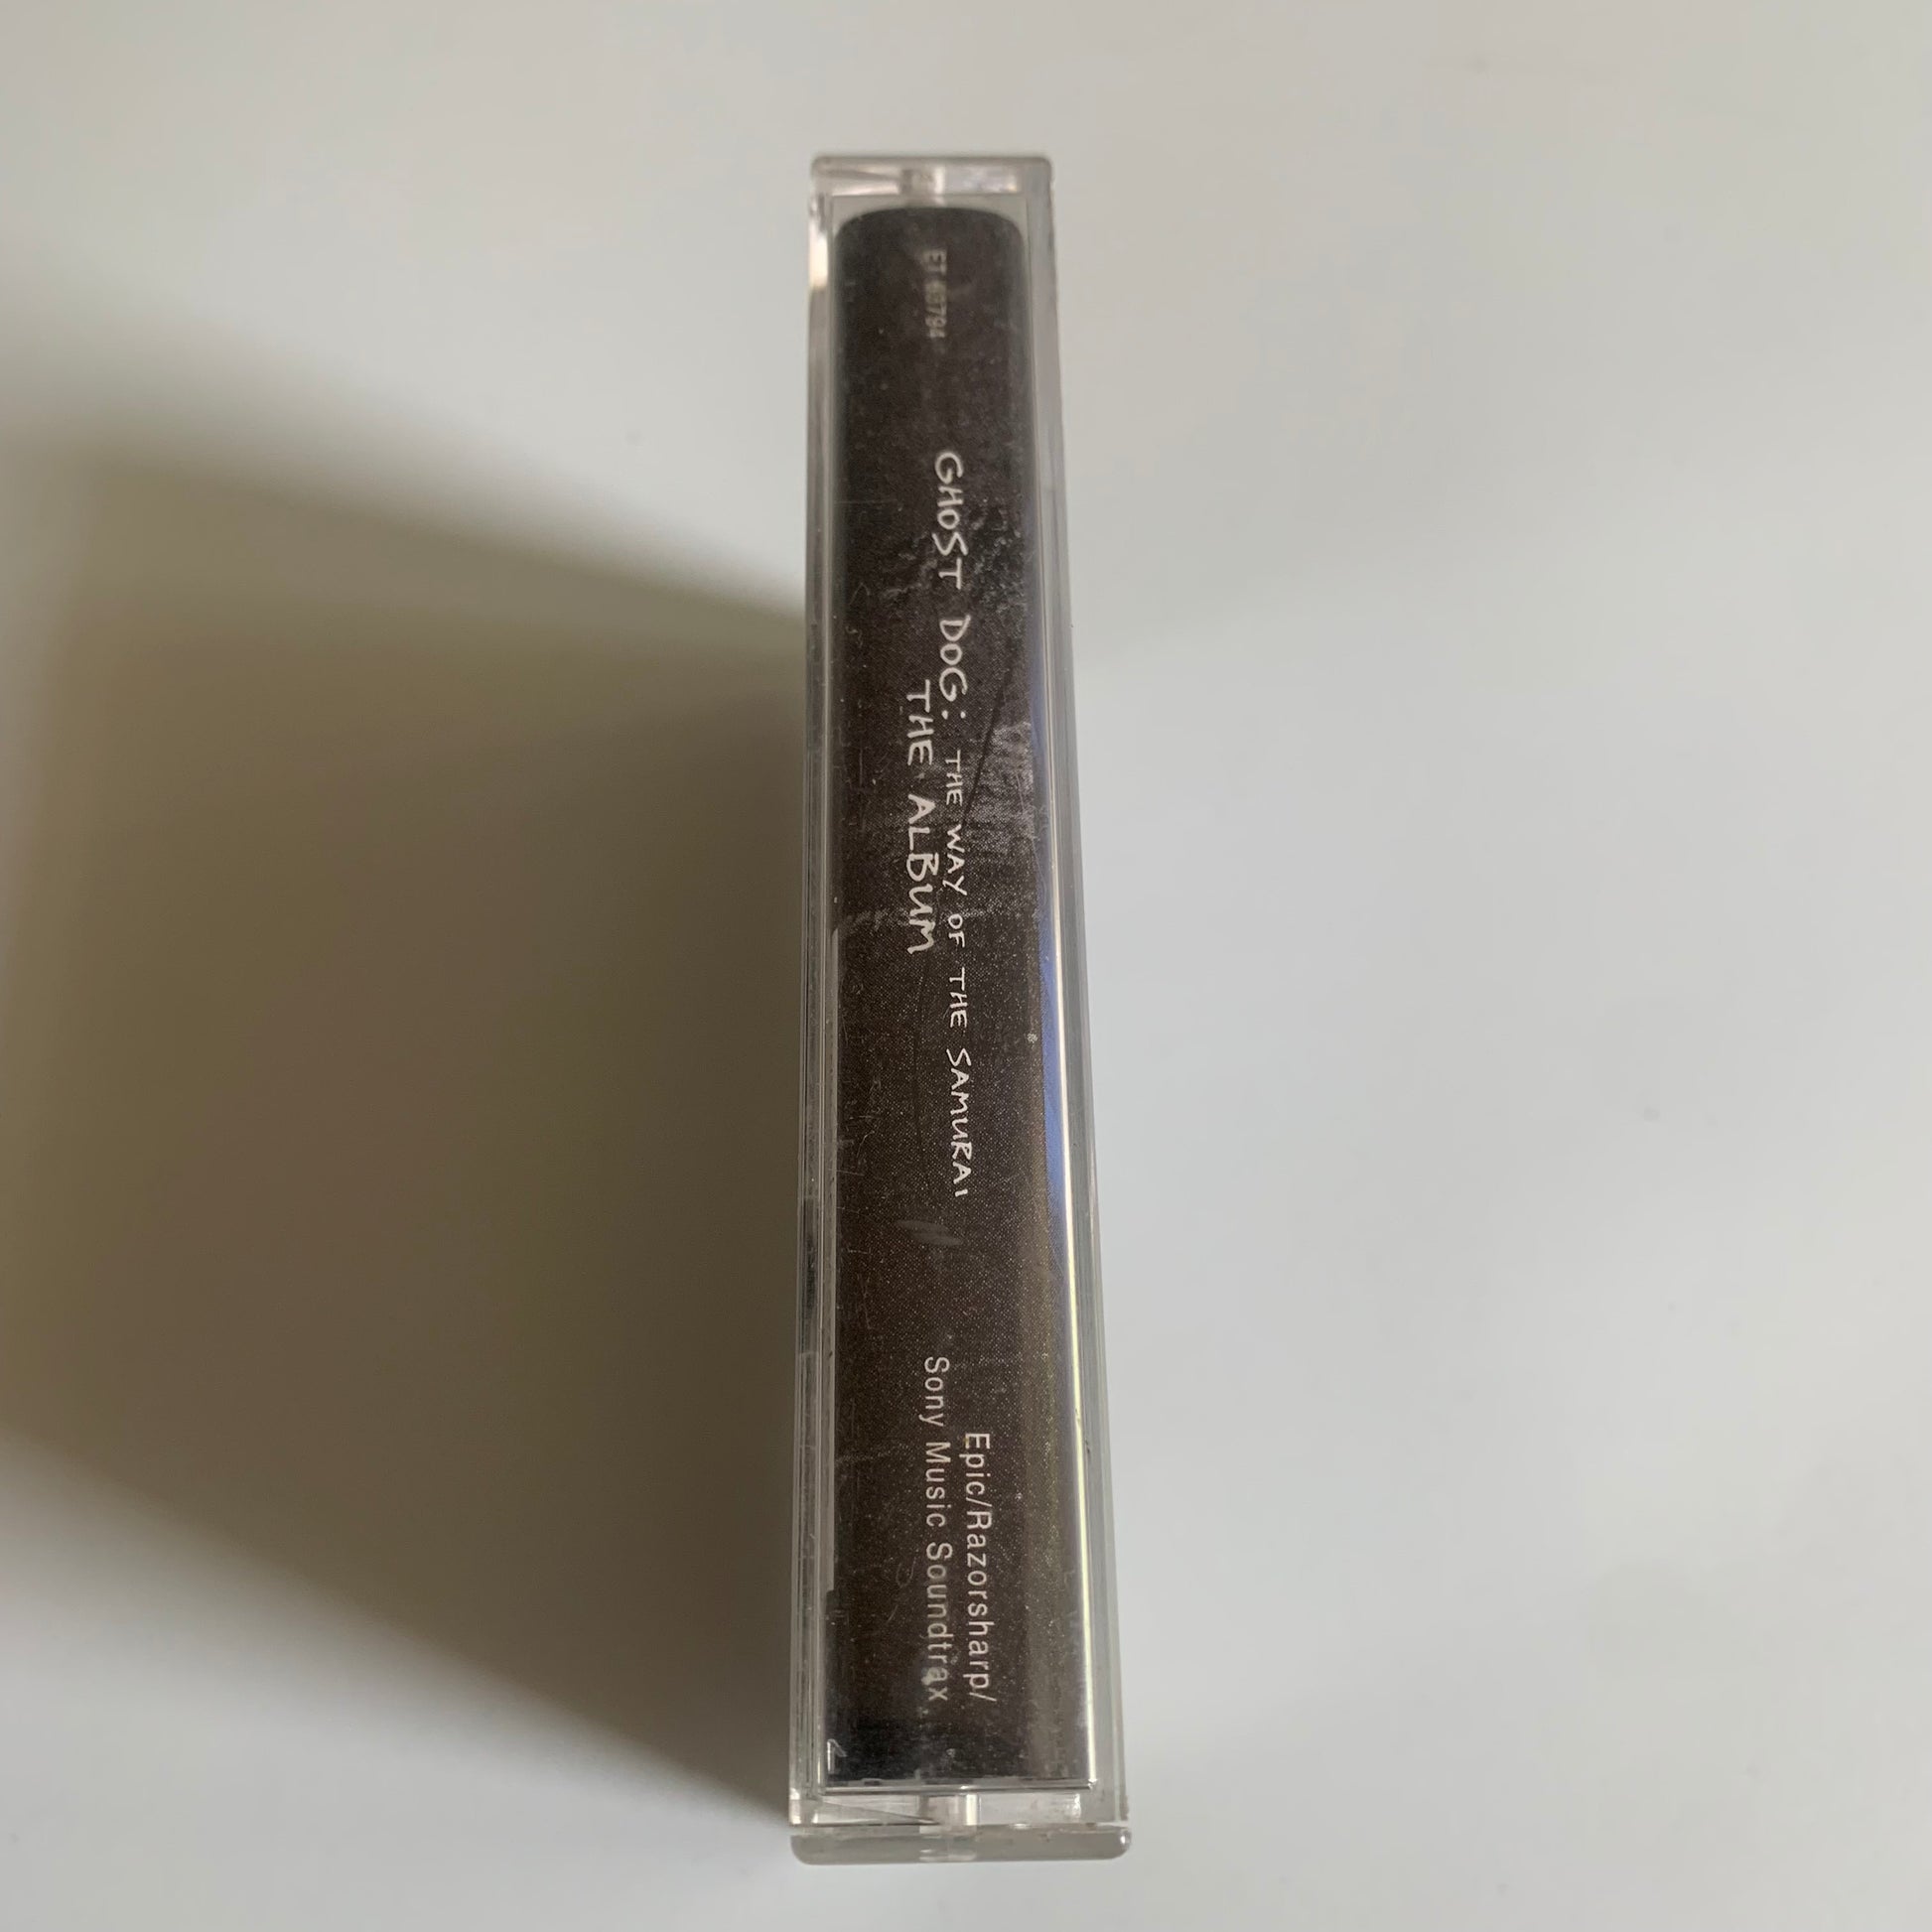 ET 63794
GHOST DOG: THE WAY OF THE SAMURAI
THE ALBUM
Epic/Razorsharp/
Sony Music Soundtrax